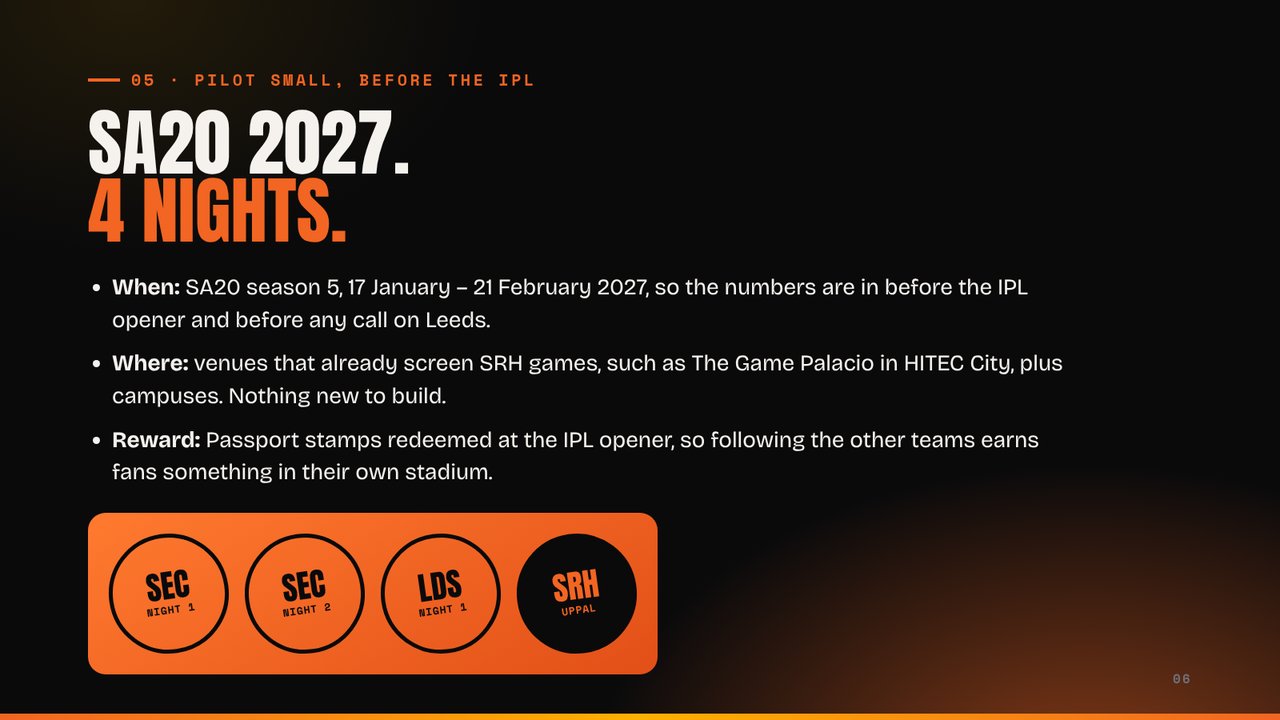 05 · PILOT SMALL, BEFORE THE IPL
SA20 2027.
4 NIGHTS.
• When: SA20 season 5, 17 January – 21 February 2027, so the numbers are in before the IPL
opener and before any call on Leeds.
• Where: venues that already screen SRH games, such as The Game Palacio in HITEC City, plus
campuses. Nothing new to build.
• Reward: Passport stamps redeemed at the IPL opener, so following the other teams earns
fans something in their own stadium.
SEC
NIGHT 1
SEC
NIGHT 2
LDS
NIGHT 1
SRH
UPPAL
06